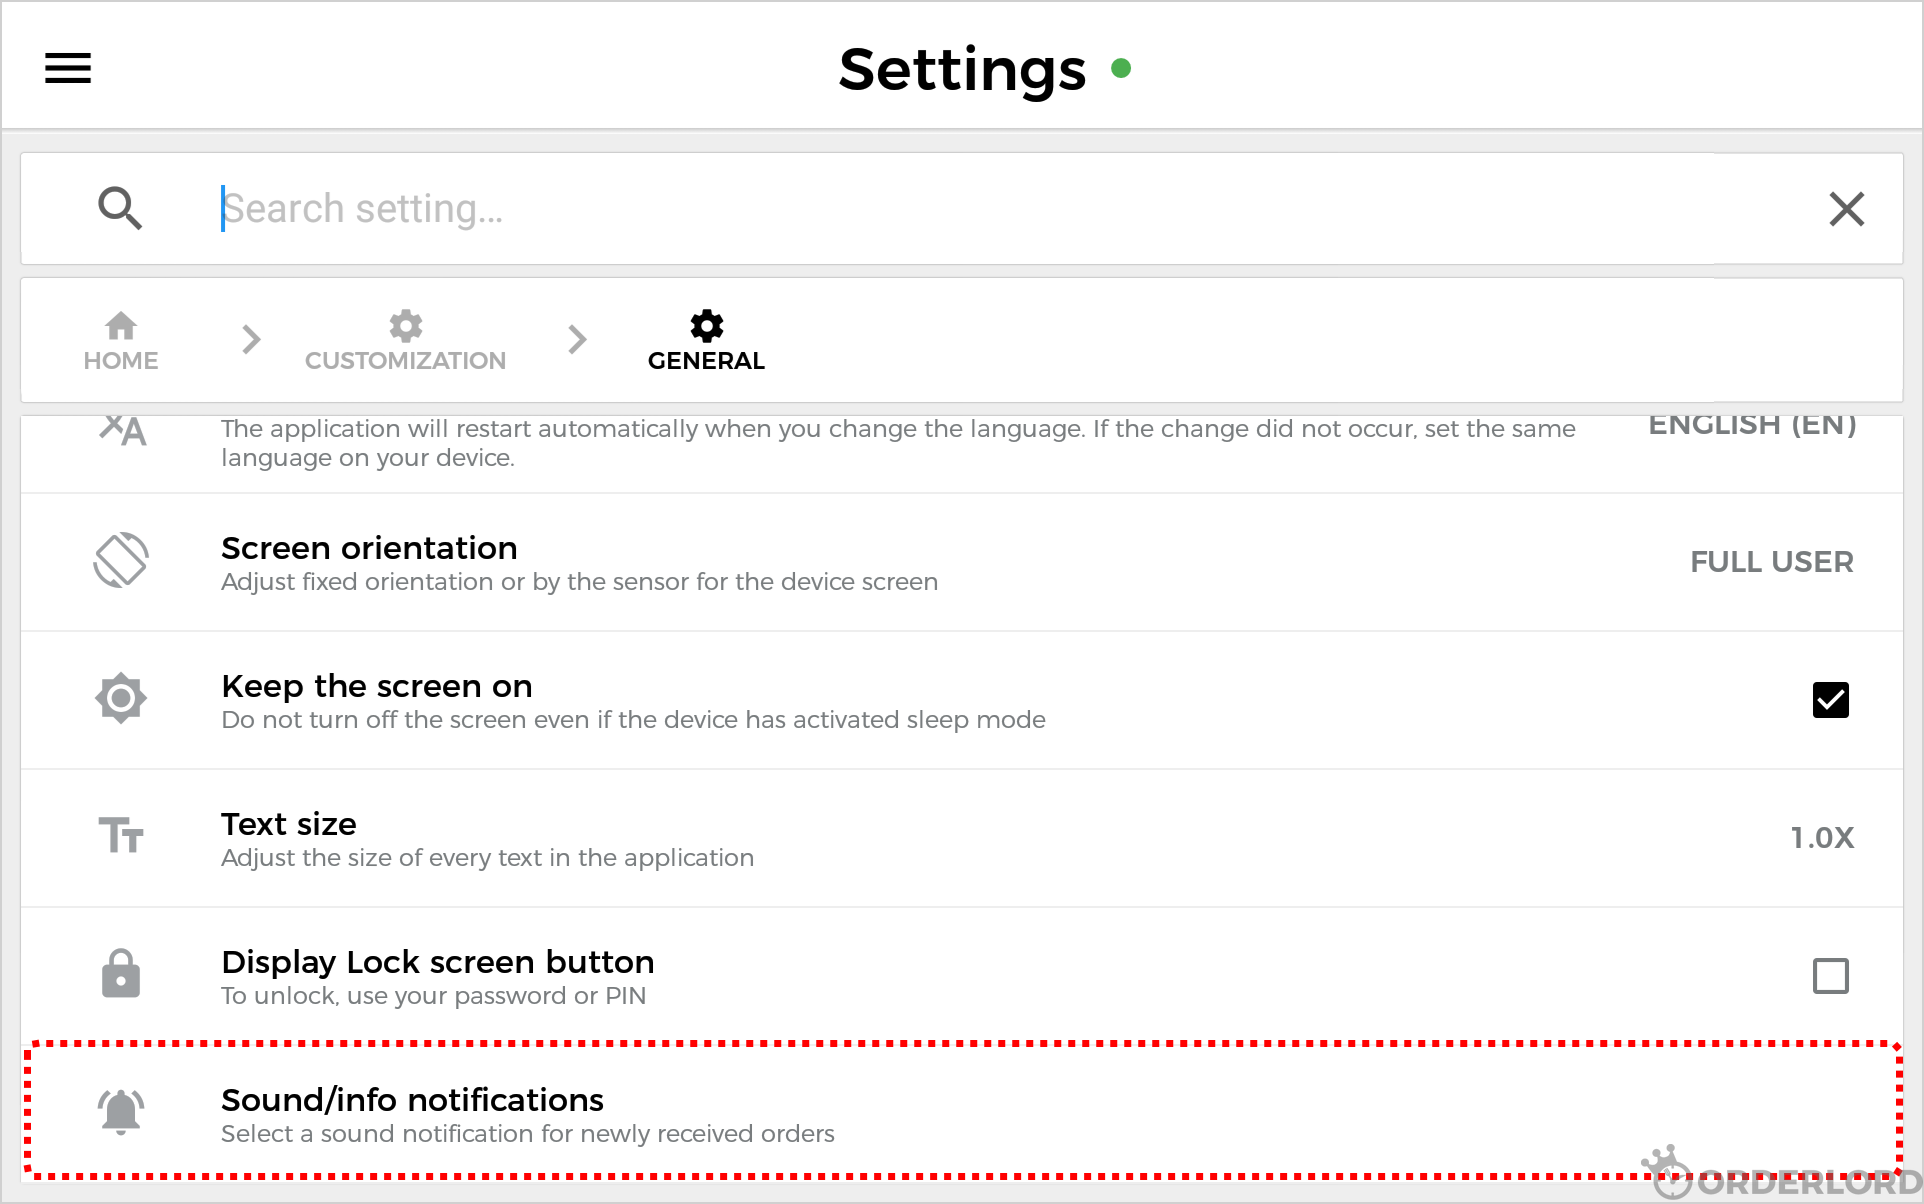 Settings
Search setting...
HOME
CUSTOMIZATION
GENERAL
The application will restart automatically when you change the language. If the change did not occur, set the same
language on your device.
ENGLISH (EN)
Screen orientation
Adjust fixed orientation or by the sensor for the device screen
FULL USER
Keep the screen on
Do not turn off the screen even if the device has activated sleep mode
Text size
Adjust the size of every text in the application
1.0X
Display Lock screen button
To unlock, use your password or PIN
Sound/info notifications
Select a sound notification for newly received orders
ORDERLORD